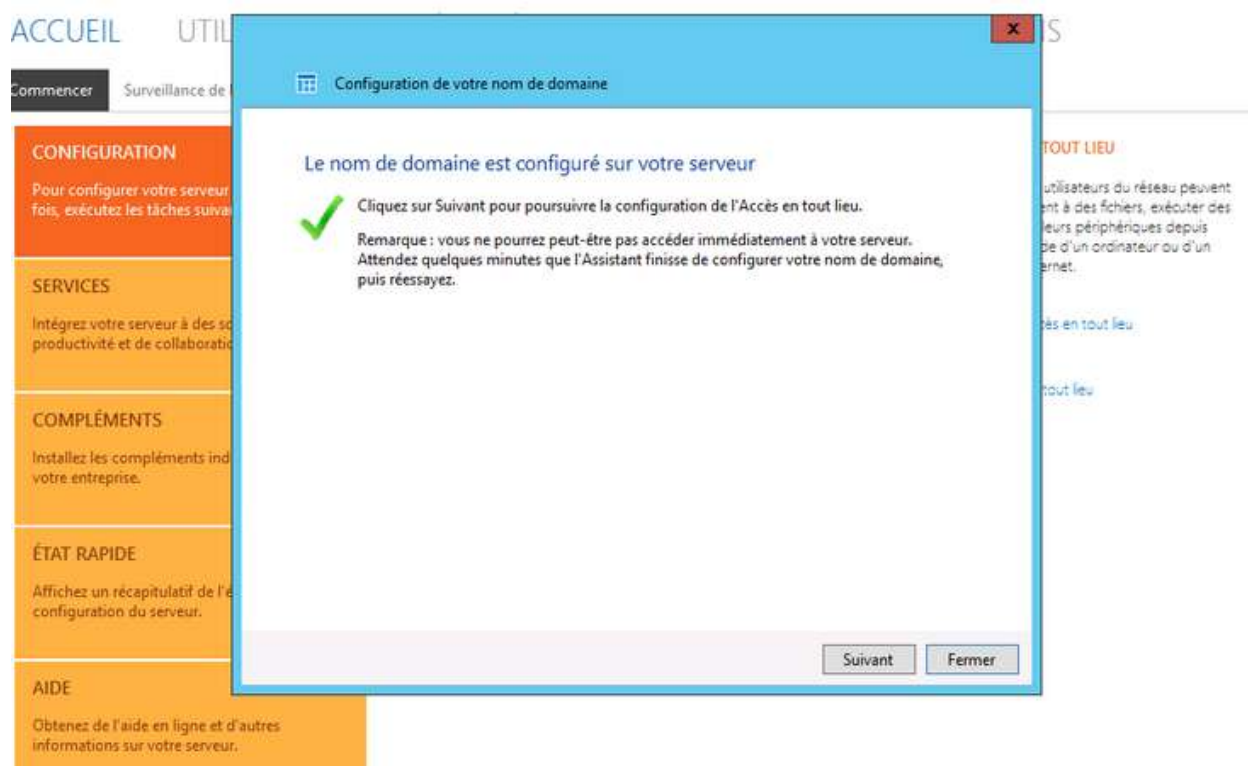 ACCUEIL
Commencer
Surveillance de
Configuration de votre nom de domaine
x
CONFIGURATION
Pour configurer votre serveur
fois, exécutez les tâches
SERVICES
Intégrez votre serveur à des
productivité et de
COMPLÉMENTS
Installez les compléments
votre entreprise.
ÉTAT RAPIDE
Affichez un récapitulatif de
configuration du serveur.
AIDE
Obtenez de l'aide en ligne et d'autres
informations sur votre serveur.
Le nom de domaine est configuré sur votre serveur
Cliquez sur Suivant pour poursuivre la configuration de l'Accès en tout lieu.
Remarque : vous ne pourrez peut-être pas accéder immédiatement à votre serveur.
Attendez quelques minutes que l'Assistant finisse de configurer votre nom de domaine,
puis réessayez.
Suivant
Fermer
TOUT LIEU
utilisateurs du réseau peuvent
à des fichiers, exécuter des
périphériques depuis
d'un ordinateur ou d'un
en tout lieu
tout lieu